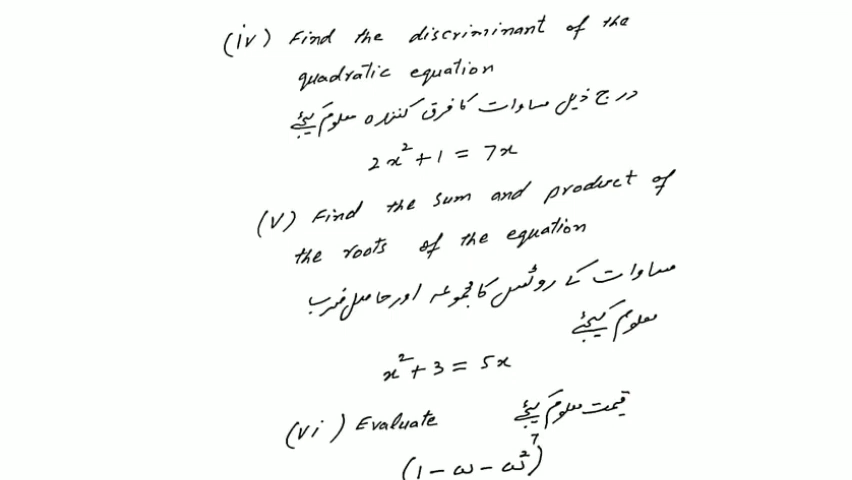 (iv) Find the discriminant of the
quadratic equation
درج ذیل مساوات کا فرق کنندہ معلوم کیجئے
2x² + 1 = 7x
(v) Find the sum and product of
the roots of the equation
مساوات کے روٹس کا مجموعہ اور حاصل ضرب
معلوم کیجئے
x² + 3 = 5x
(vi) Evaluate قیمت معلوم کیجئے
(1 - ω - ω²)⁷